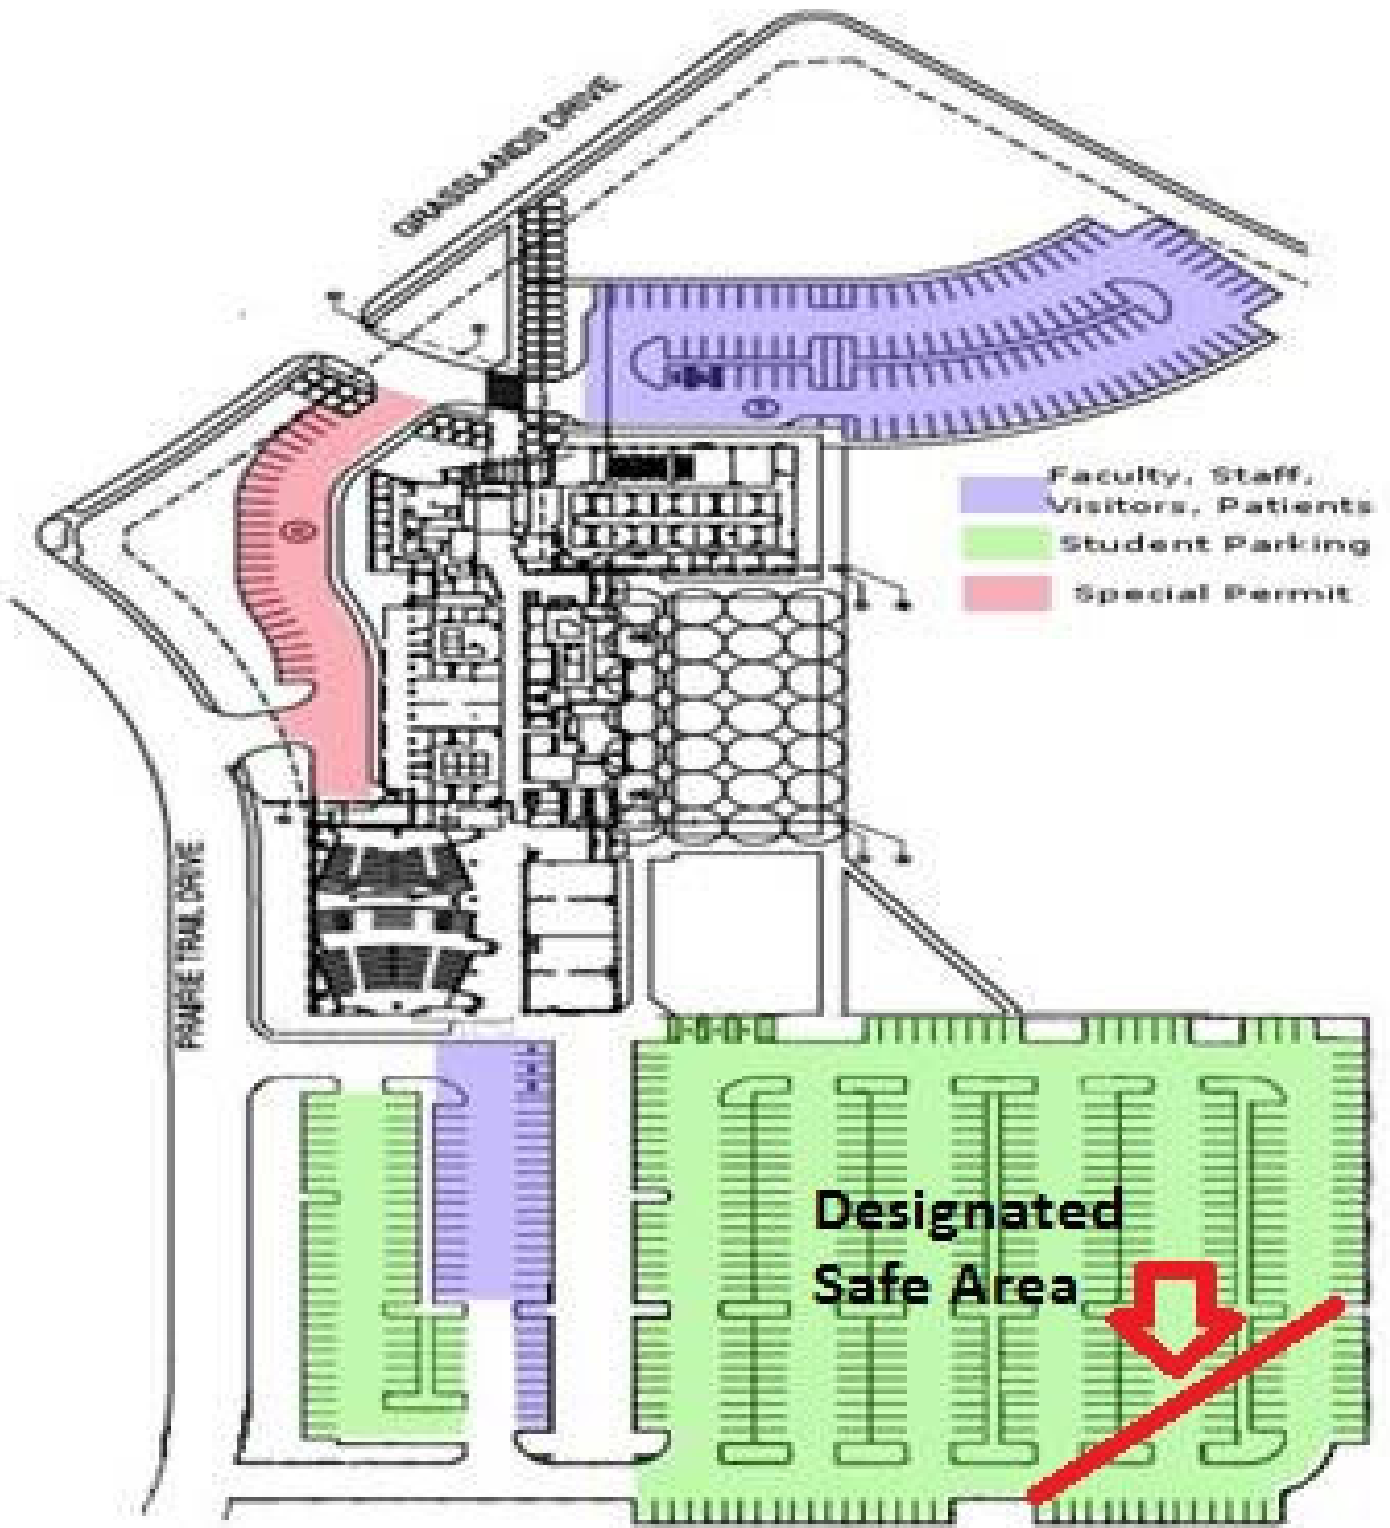 GRASSLANDS DRIVE
Faculty, Staff,
Visitors, Patients
Student Parking
Special Permit
PRAIRIE TRAIL DRIVE
Designated
Safe Area